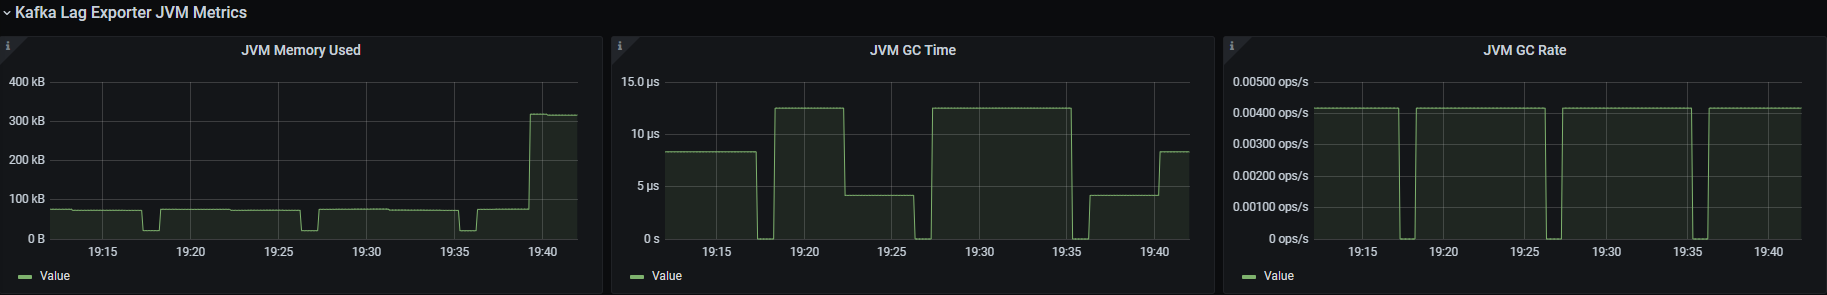 Kafka Lag Exporter JVM Metrics
JVM Memory Used
400 kB
300 kB
200 kB
100 kB
0 B
19:15 19:20 19:25 19:30 19:35 19:40
Value
JVM GC Time
15.0 µs
10 µs
5 µs
0 s
19:15 19:20 19:25 19:30 19:35 19:40
Value
JVM GC Rate
0.00500 ops/s
0.00400 ops/s
0.00300 ops/s
0.00200 ops/s
0.00100 ops/s
0 ops/s
19:15 19:20 19:25 19:30 19:35 19:40
Value